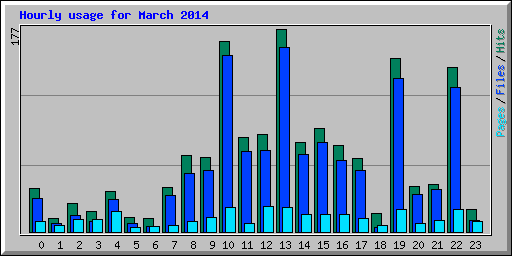 Hourly usage for March 2014
177
Pages / Files / Hits
0 1 2 3 4 5 6 7 8 9 10 11 12 13 14 15 16 17 18 19 20 21 22 23